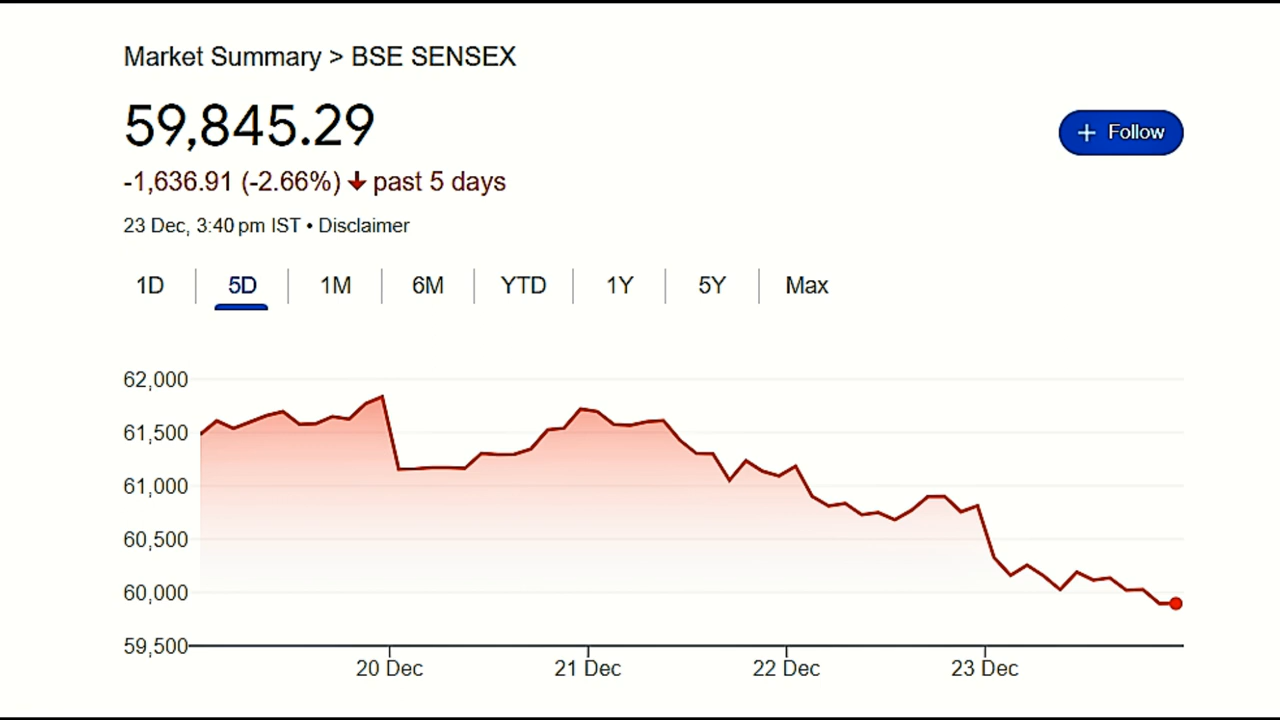 Market Summary > BSE SENSEX
59,845.29
+ Follow
-1,636.91 (-2.66%) ↓ past 5 days
23 Dec, 3:40 pm IST • Disclaimer
1D
5D
1M
6M
YTD
1Y
5Y
Max
62,000
61,500
61,000
60,500
60,000
59,500
20 Dec
21 Dec
22 Dec
23 Dec